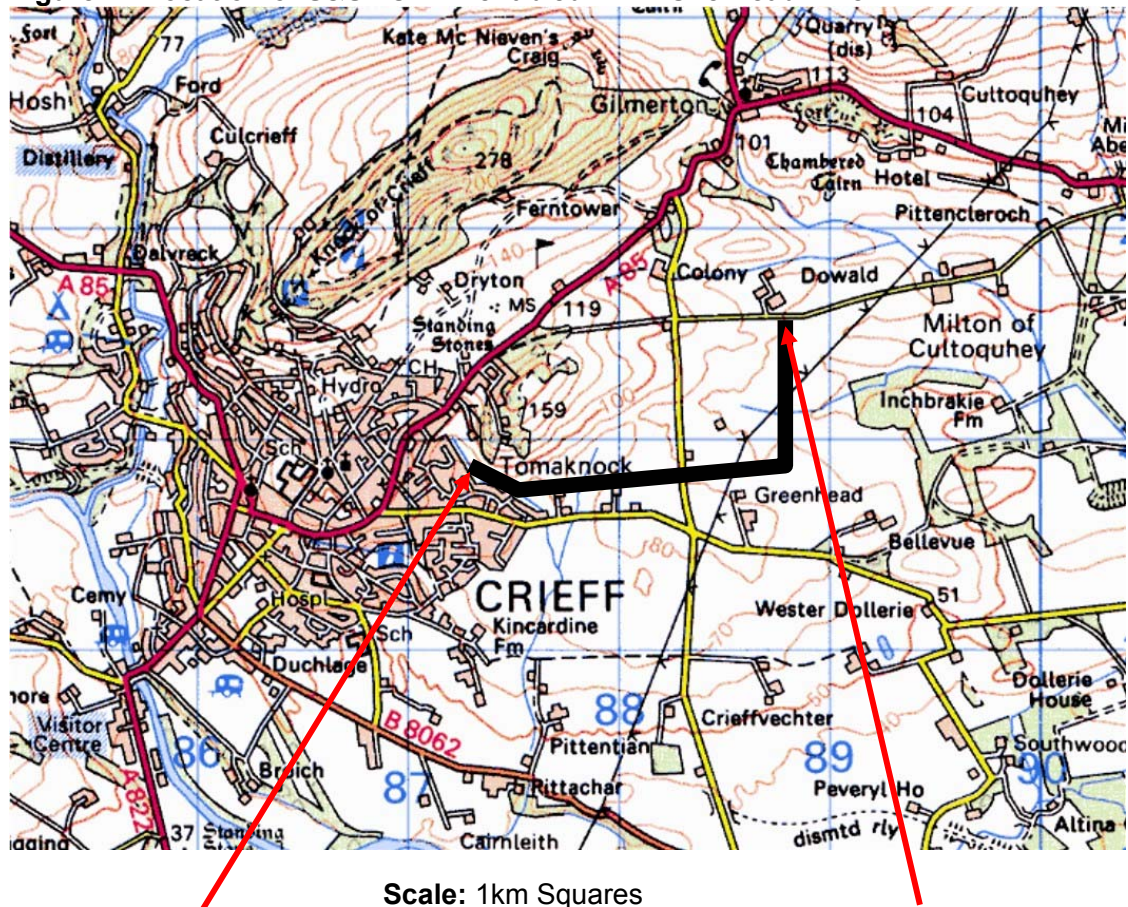 Fort
77
Ford
Hosh
Distillery
Culcrieff
Kate Mc Nieven's
Craig
Quarry
(dis)
113
Gilmerton
Cultoquhey
104
Fort
101
Chambered
Cairn
Hotel
278
Knock of Crieff
Ferntower
Pittencleroch
140
Dalvreck
A 85
Dryton
MS
119
A 85
Colony
Dowald
Standing
Stones
Milton of
Cultoquhey
CH
Hydro
159
100
Inchbrakie
Fm
Sch
Tomaknock
Greenhead
80
Bellevue
CRIEFF
Cemy
Hospl
Sch
Kincardine
Fm
Wester Dollerie
51
70
Duchlage
Dollerie
House
Visitor
Centre
86
B 8062
88
Pittentian
Crieffvechter
50
40
89
Southwood
90
A 822
Broich
87
Pittachar
Peveryl Ho
37
Standing
Cairnleith
dismtd rly
Altina
Scale: 1km Squares